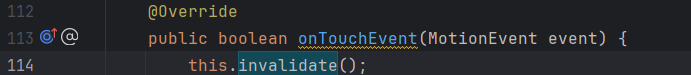 112 @Override
113 @ public boolean onTouchEvent(MotionEvent event) {
114 this.invalidate();